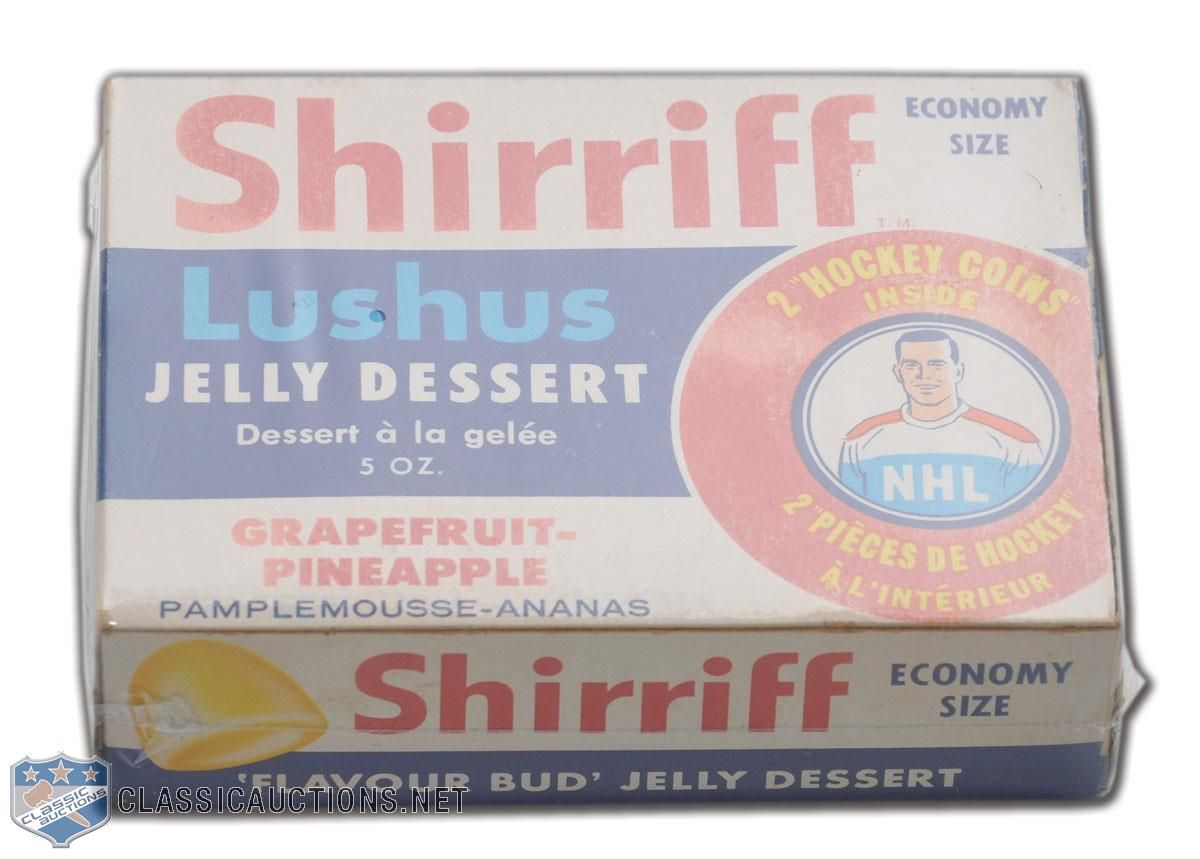 Shirriff
T.M.
ECONOMY
SIZE
Lushus
JELLY DESSERT
Dessert à la gelée
5 OZ.
2 "HOCKEY COINS"
INSIDE
NHL
2 "PIÈCES DE HOCKEY"
À L'INTÉRIEUR
GRAPEFRUIT-
PINEAPPLE
PAMPLEMOUSSE-ANANAS
Shirriff
ECONOMY
SIZE
'FLAVOUR BUD' JELLY DESSERT
CLASSIC
AUCTIONS
CLASSICAUCTIONS.NET